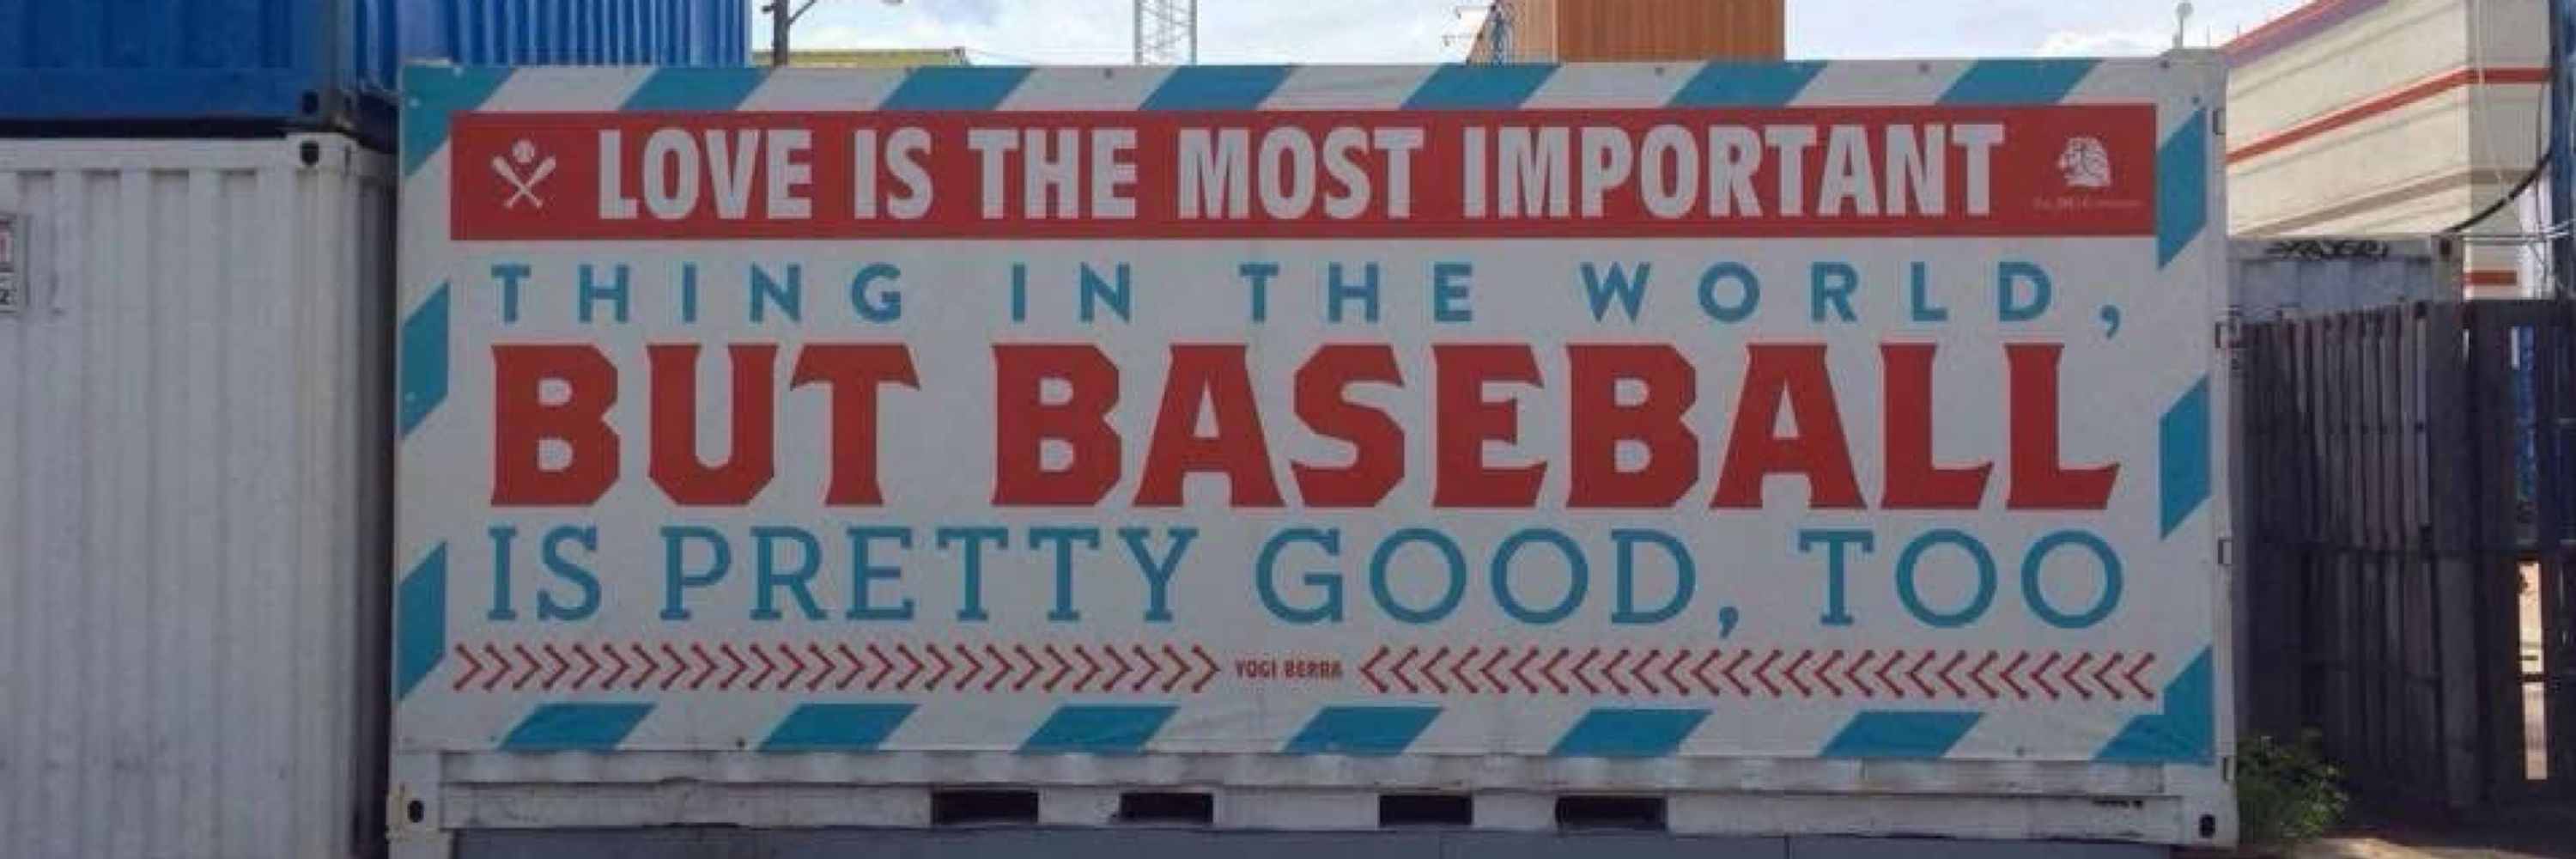 LOVE IS THE MOST IMPORTANT
THING IN THE WORLD,
BUT BASEBALL
IS PRETTY GOOD, TOO
YOGI BERRA